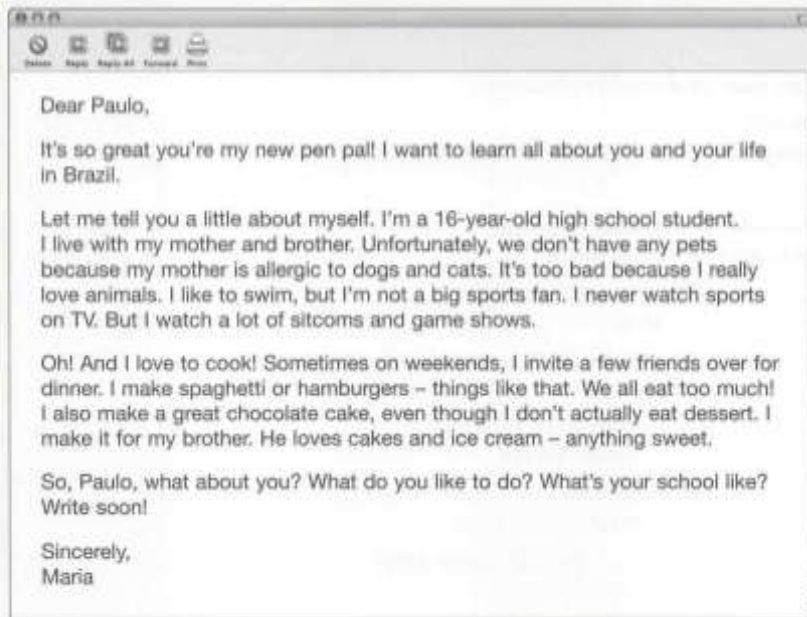 Delete Reply Reply All Forward Print
Dear Paulo,
It's so great you're my new pen pal! I want to learn all about you and your life
in Brazil.
Let me tell you a little about myself. I'm a 16-year-old high school student.
I live with my mother and brother. Unfortunately, we don't have any pets
because my mother is allergic to dogs and cats. It's too bad because I really
love animals. I like to swim, but I'm not a big sports fan. I never watch sports
on TV. But I watch a lot of sitcoms and game shows.
Oh! And I love to cook! Sometimes on weekends, I invite a few friends over for
dinner. I make spaghetti or hamburgers – things like that. We all eat too much!
I also make a great chocolate cake, even though I don't actually eat dessert. I
make it for my brother. He loves cakes and ice cream – anything sweet.
So, Paulo, what about you? What do you like to do? What's your school like?
Write soon!
Sincerely,
Maria